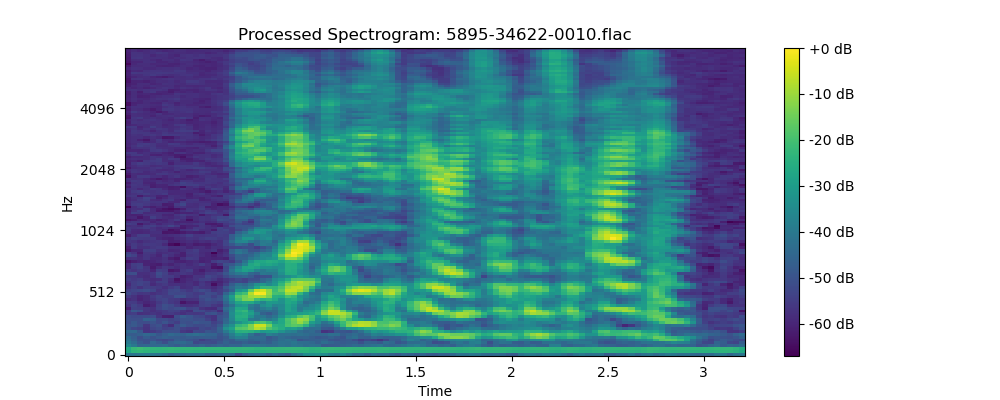 Processed Spectrogram: 5895-34622-0010.flac
Hz
4096
2048
1024
512
0
0
0.5
1
1.5
2
2.5
3
Time
+0 dB
-10 dB
-20 dB
-30 dB
-40 dB
-50 dB
-60 dB